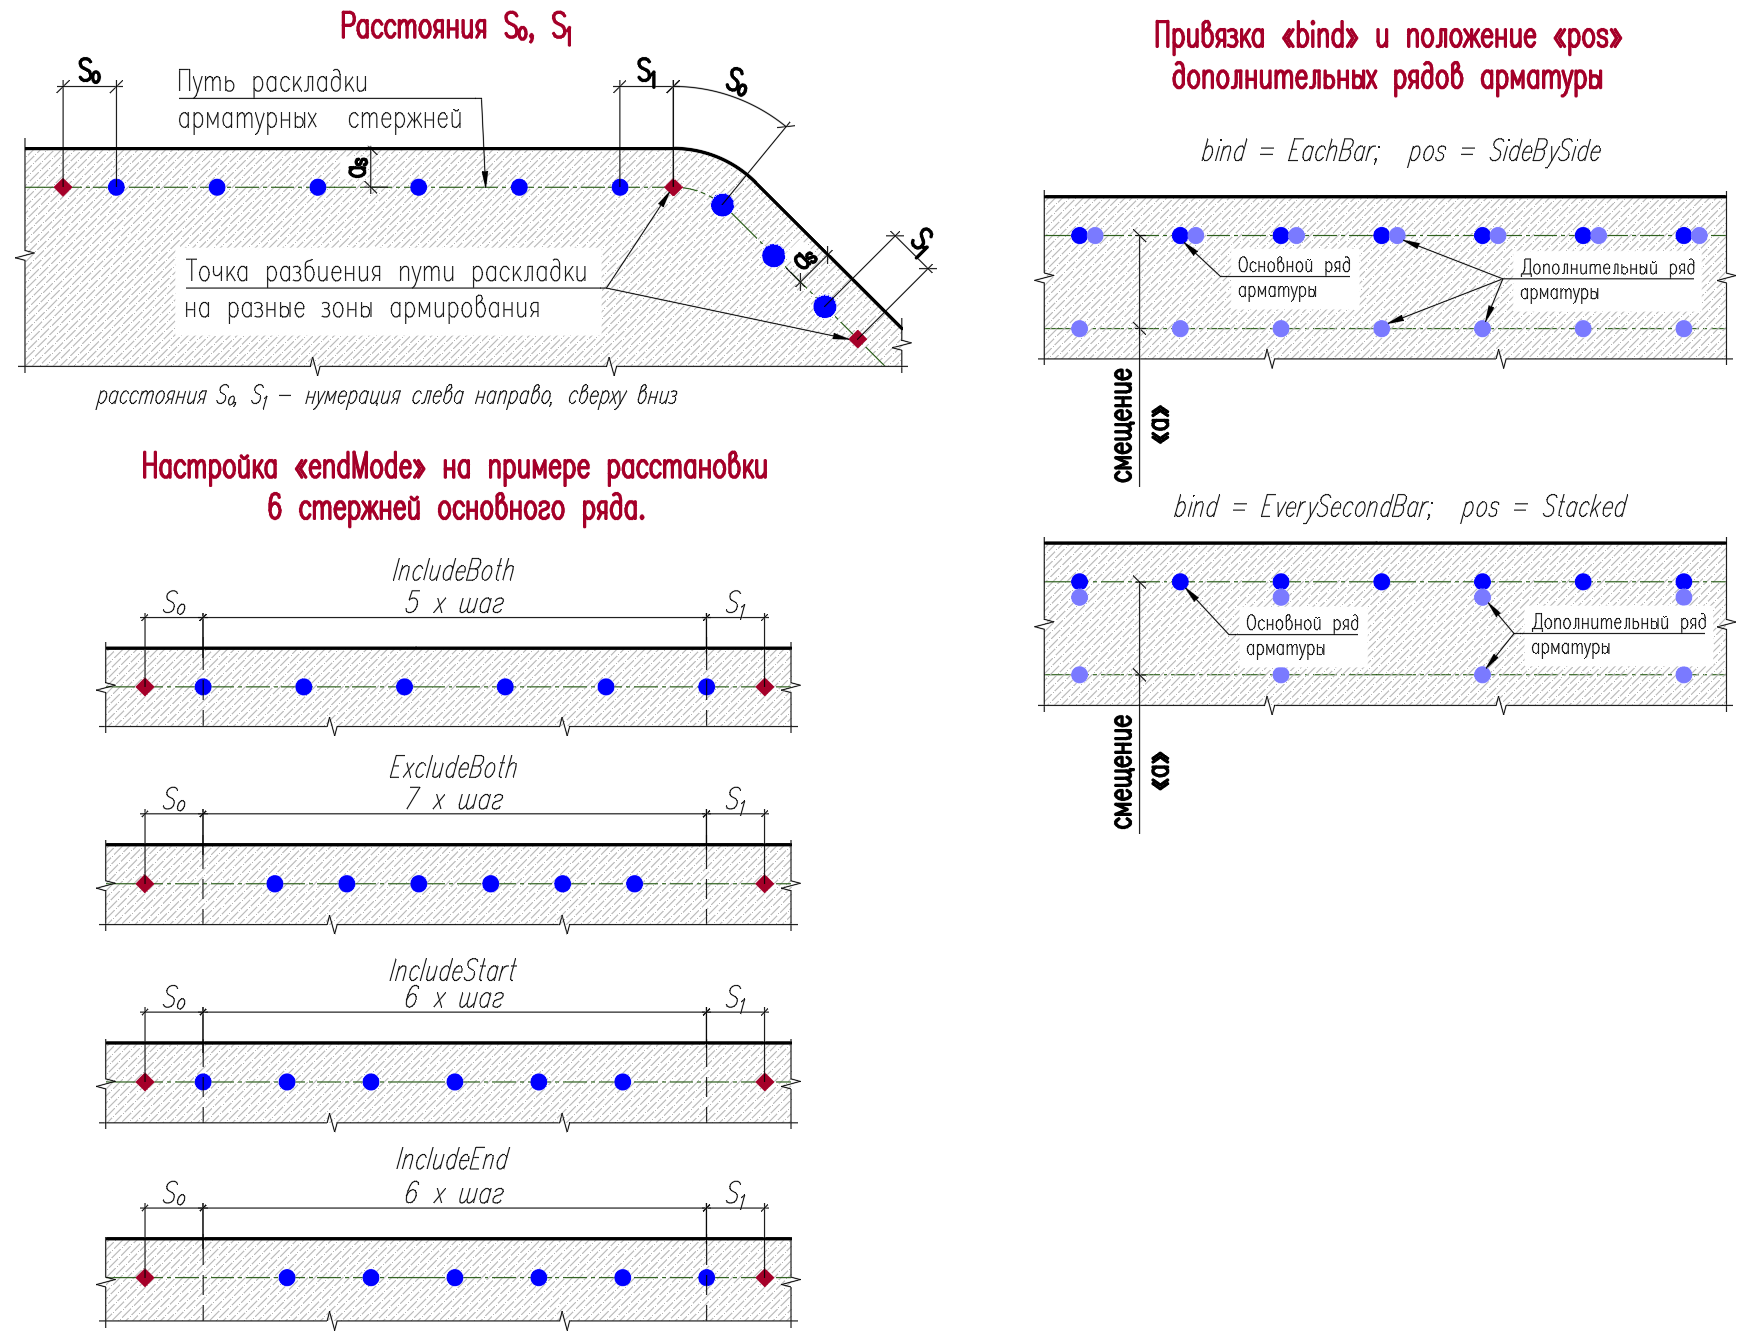 Расстояния S₀, S₁
S₀
Путь раскладки
арматурных стержней
S₁
S₀
aₛ
aₛ
S₁
Точка разбиения пути раскладки
на разные зоны армирования
расстояния S₀, S₁ – нумерация слева направо, сверху вниз
Настройка «endMode» на примере расстановки
6 стержней основного ряда.
IncludeBoth
S₀ 5 x шаг S₁
ExcludeBoth
S₀ 7 x шаг S₁
IncludeStart
S₀ 6 x шаг S₁
IncludeEnd
S₀ 6 x шаг S₁
Привязка «bind» и положение «pos»
дополнительных рядов арматуры
bind = EachBar; pos = SideBySide
Основной ряд
арматуры
Дополнительный ряд
арматуры
смещение
«a»
bind = EverySecondBar; pos = Stacked
Основной ряд
арматуры
Дополнительный ряд
арматуры
смещение
«a»